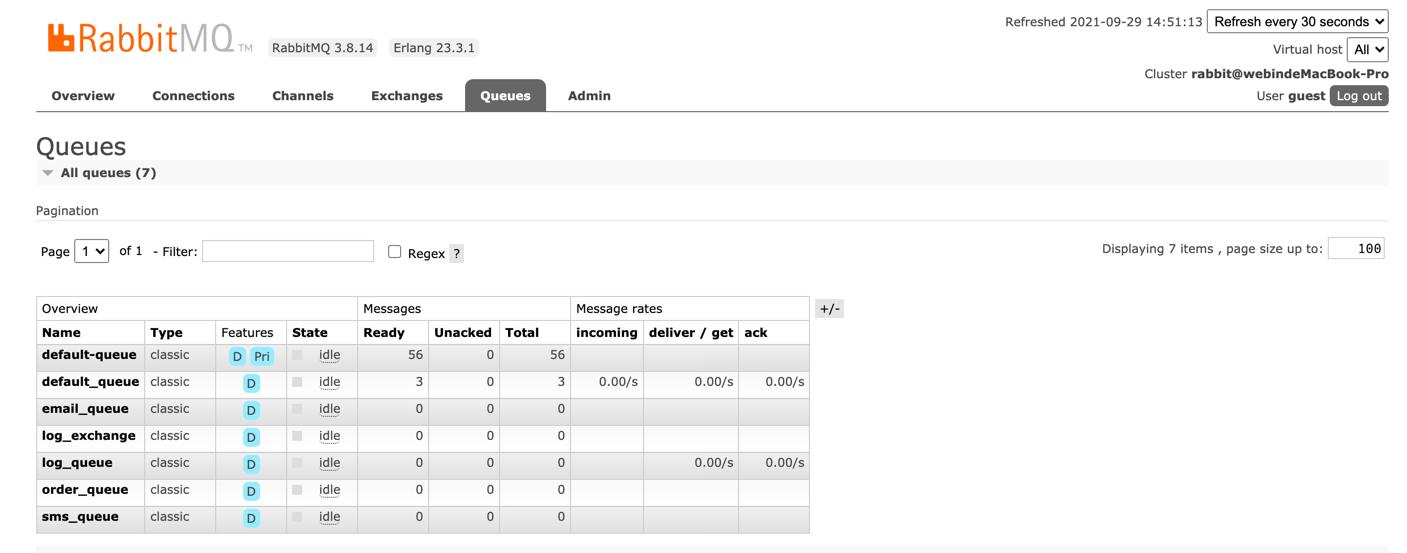 Refreshed 2021-09-29 14:51:13 Refresh every 30 seconds
RabbitMQ TM RabbitMQ 3.8.14 Erlang 23.3.1
Virtual host All
Cluster rabbit@webindeMacBook-Pro
User guest Log out
Overview Connections Channels Exchanges Queues Admin
Queues
All queues (7)
Pagination
Page 1 of 1 - Filter: Regex ? Displaying 7 items , page size up to: 100
Overview Messages Message rates +/-
Name Type Features State Ready Unacked Total incoming deliver / get ack
default-queue classic D Pri idle 56 0 56
default_queue classic D idle 3 0 3 0.00/s 0.00/s 0.00/s
email_queue classic D idle 0 0 0
log_exchange classic D idle 0 0 0
log_queue classic D idle 0 0 0 0.00/s 0.00/s
order_queue classic D idle 0 0 0
sms_queue classic D idle 0 0 0